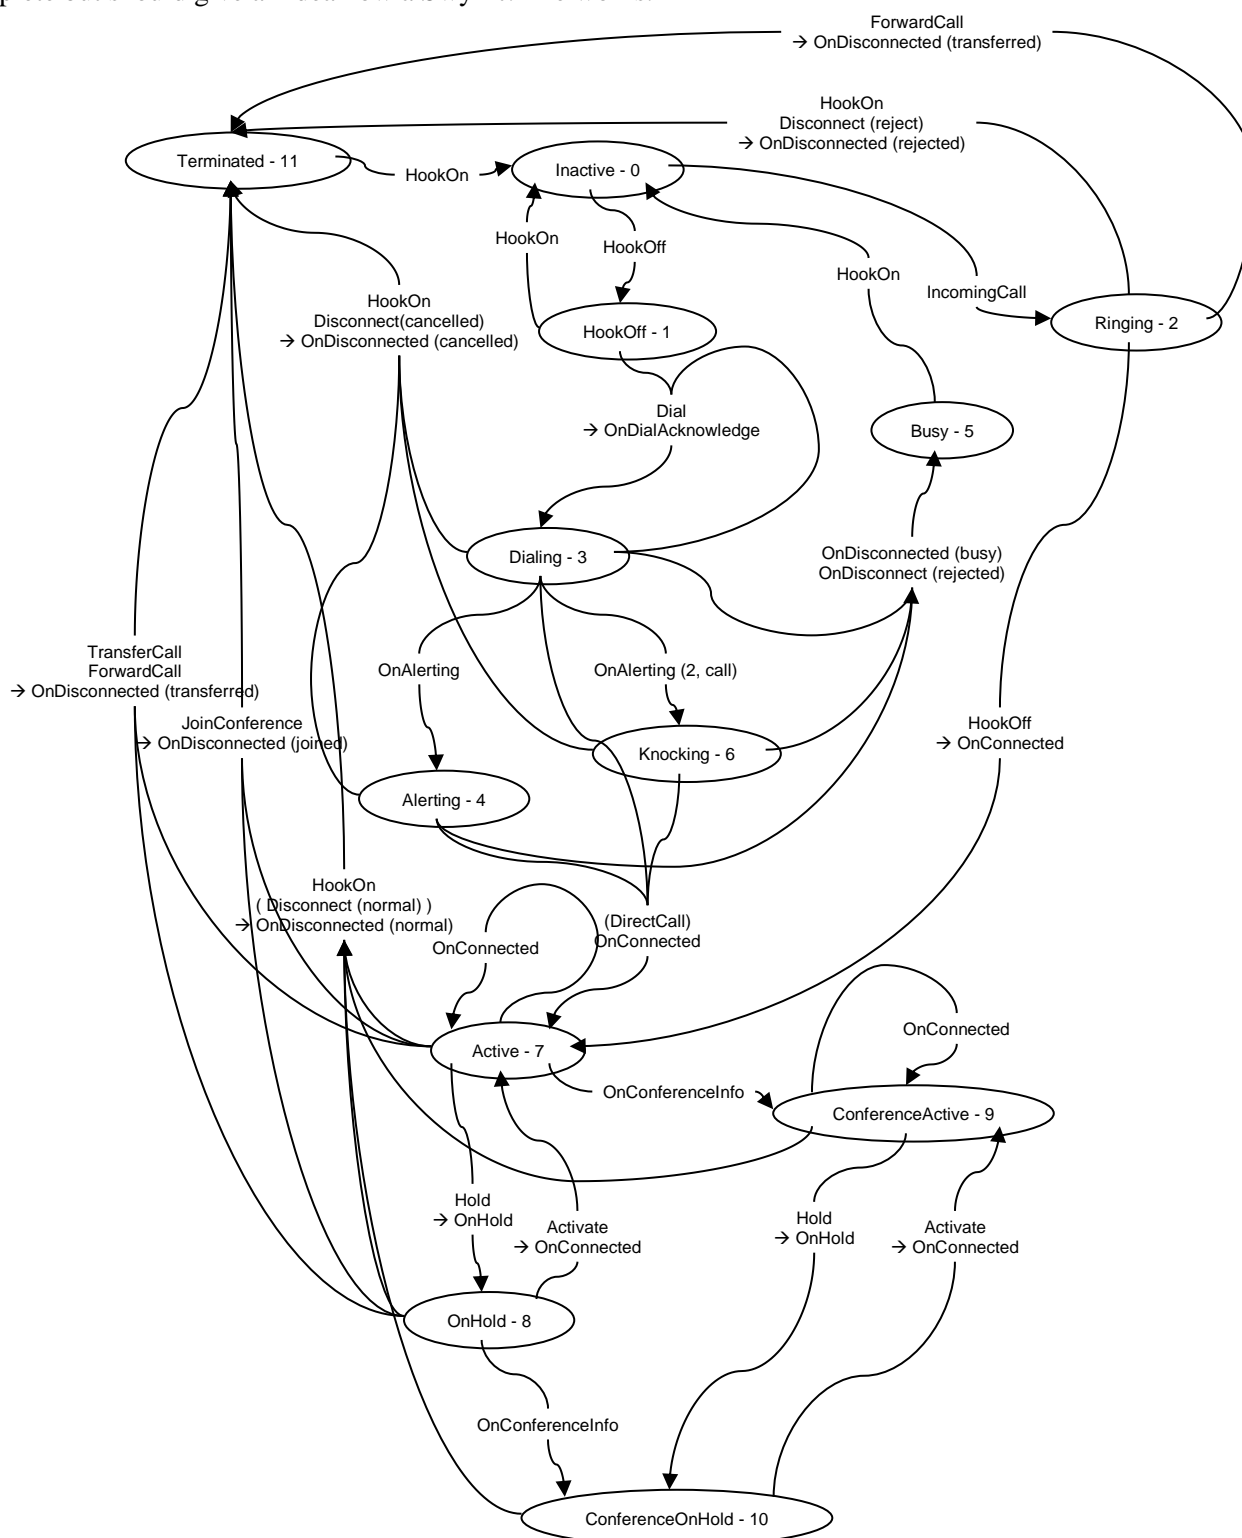 ForwardCall
→ OnDisconnected (transferred)
HookOn
Disconnect (reject)
→ OnDisconnected (rejected)
Terminated - 11
HookOn
Inactive - 0
HookOn
HookOff
HookOn
IncomingCall
HookOn
Disconnect(cancelled)
→ OnDisconnected (cancelled)
HookOff - 1
Ringing - 2
Dial
→ OnDialAcknowledge
Busy - 5
Dialing - 3
OnDisconnected (busy)
OnDisconnect (rejected)
TransferCall
ForwardCall
→ OnDisconnected (transferred)
OnAlerting
OnAlerting (2, call)
JoinConference
→ OnDisconnected (joined)
HookOff
→ OnConnected
Knocking - 6
Alerting - 4
HookOn
( Disconnect (normal) )
→ OnDisconnected (normal)
OnConnected
(DirectCall)
OnConnected
OnConnected
Active - 7
OnConferenceInfo
ConferenceActive - 9
Hold
→ OnHold
Activate
→ OnConnected
Hold
→ OnHold
Activate
→ OnConnected
OnHold - 8
OnConferenceInfo
ConferenceOnHold - 10